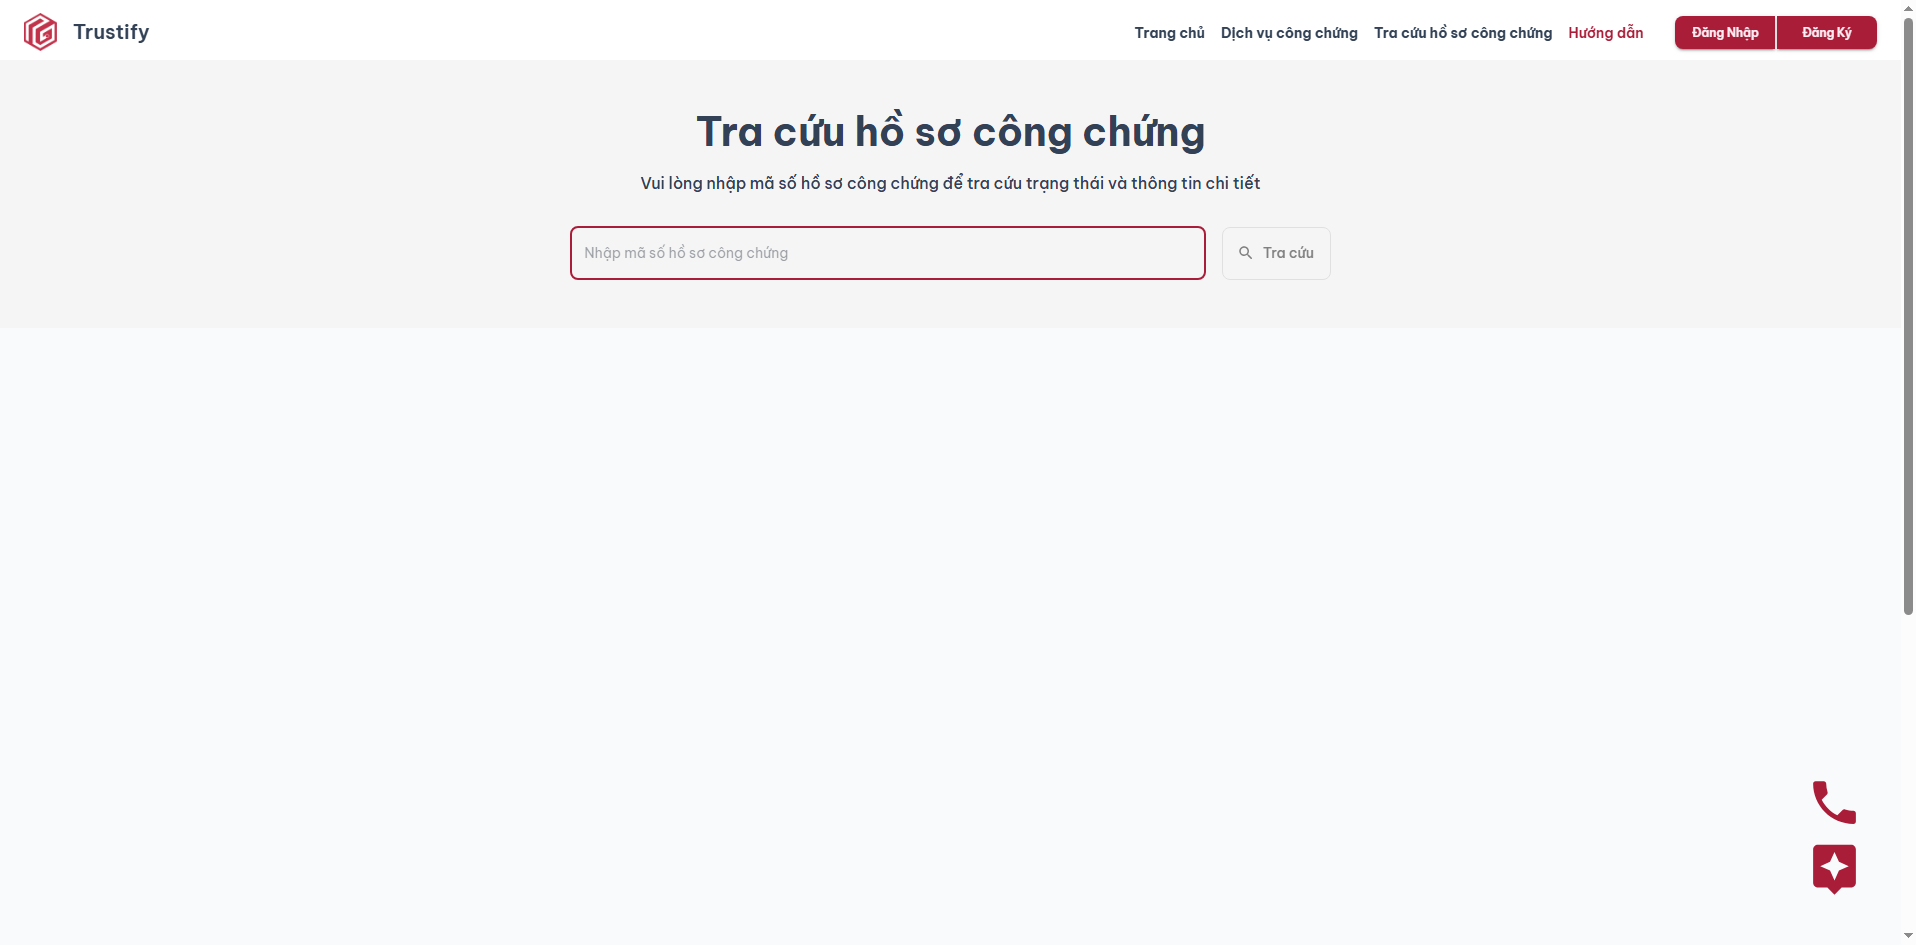 Trustify
Trang chủ Dịch vụ công chứng Tra cứu hồ sơ công chứng Hướng dẫn Đăng Nhập Đăng Ký
Tra cứu hồ sơ công chứng
Vui lòng nhập mã số hồ sơ công chứng để tra cứu trạng thái và thông tin chi tiết
Nhập mã số hồ sơ công chứng Tra cứu